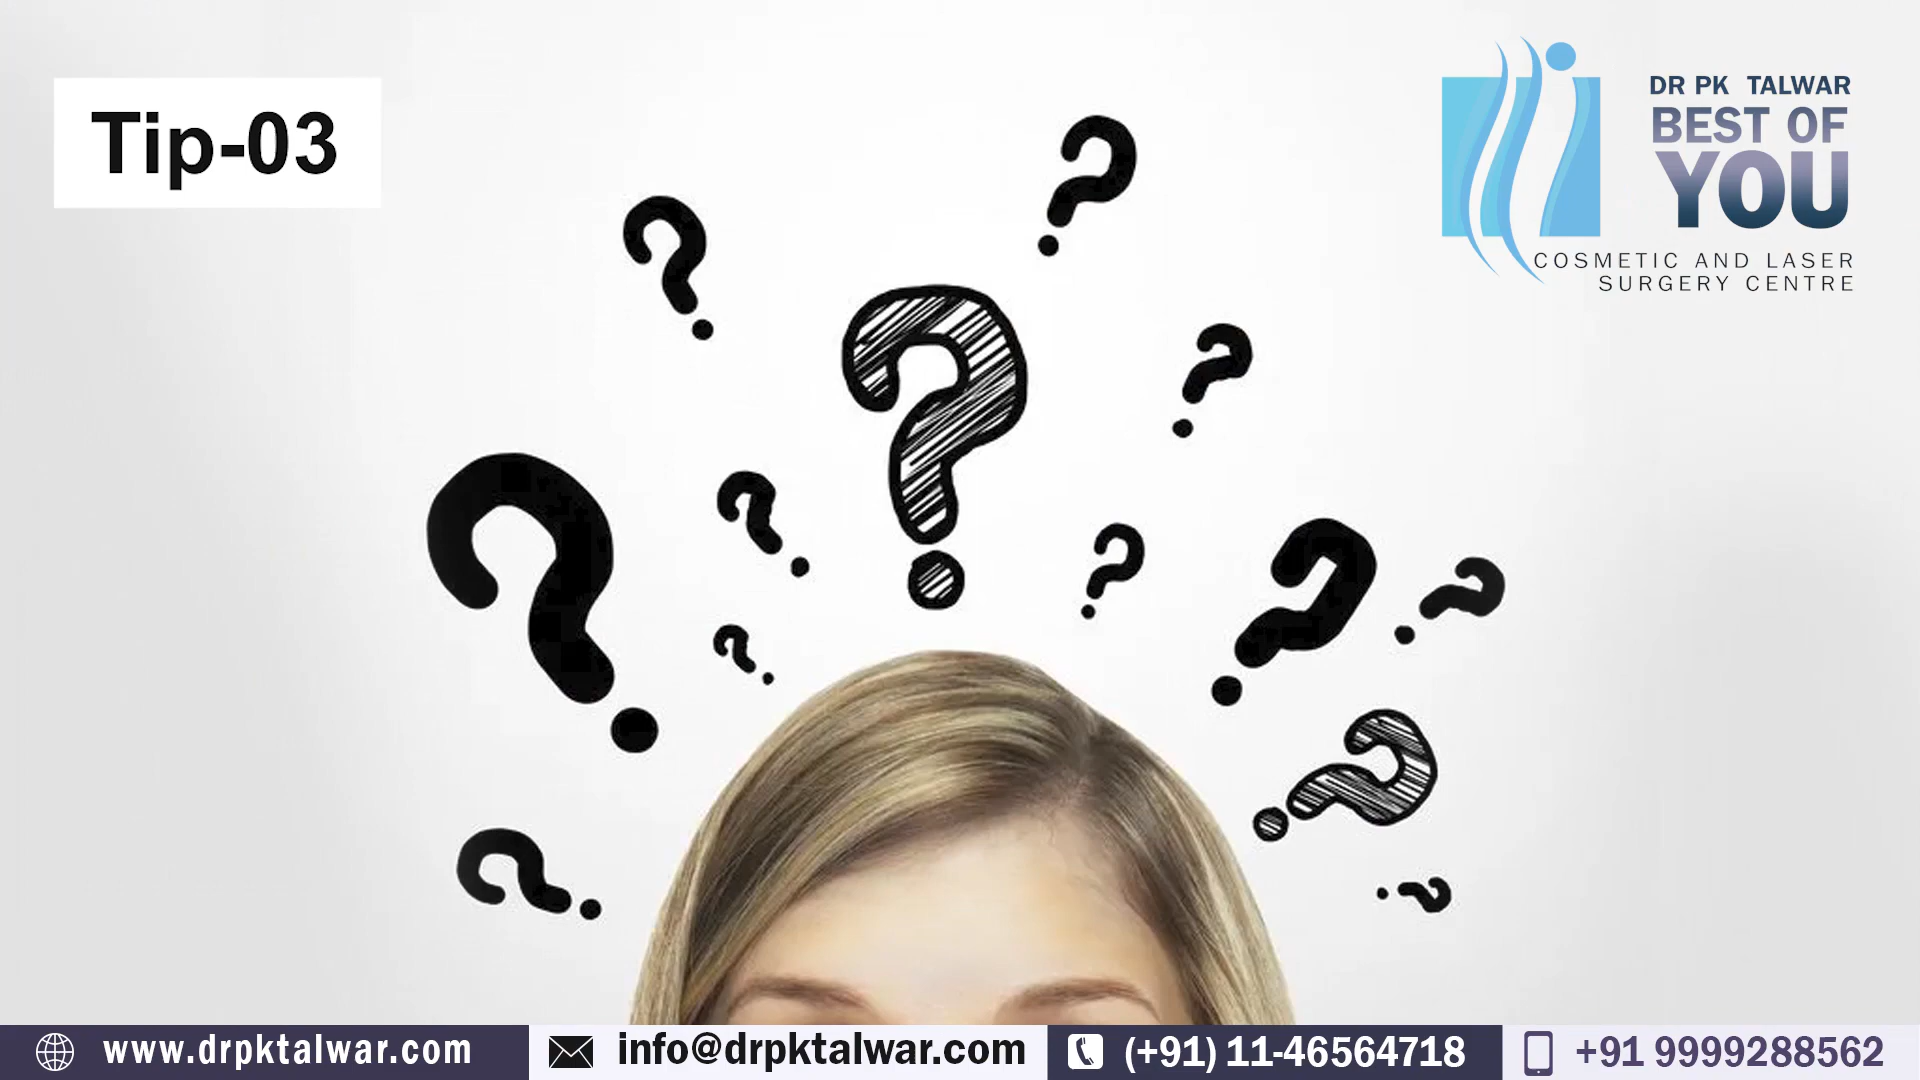 Tip-03
DR PK TALWAR
BEST OF
YOU
COSMETIC AND LASER
SURGERY CENTRE
www.drpktalwar.com
info@drpktalwar.com
(+91) 11-46564718
+91 9999288562